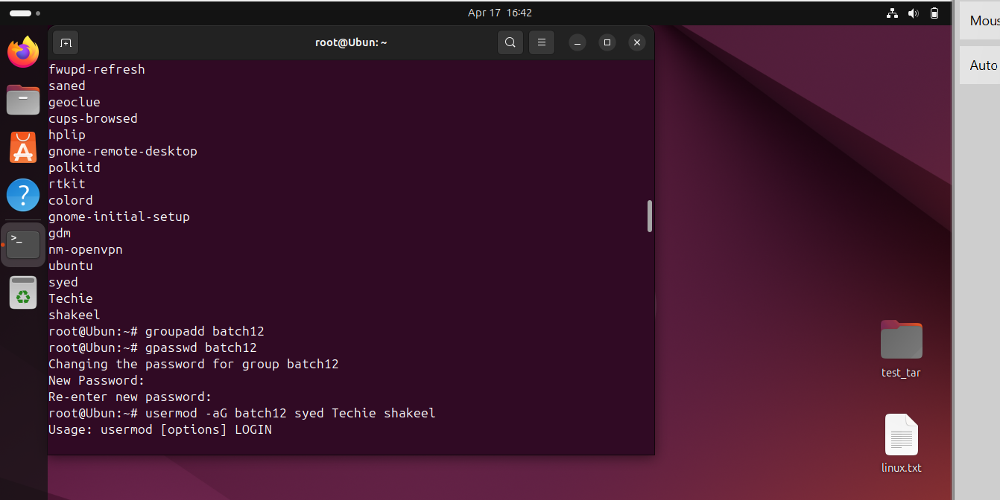 Apr 17 16:42
root@Ubun: ~
fwupd-refresh
saned
geoclue
cups-browsed
hplip
gnome-remote-desktop
polkitd
rtkit
colord
gnome-initial-setup
gdm
nm-openvpn
ubuntu
syed
Techie
shakeel
root@Ubun:~# groupadd batch12
root@Ubun:~# gpasswd batch12
Changing the password for group batch12
New Password:
Re-enter new password:
root@Ubun:~# usermod -aG batch12 syed Techie shakeel
Usage: usermod [options] LOGIN
test_tar
linux.txt
Mous
Auto